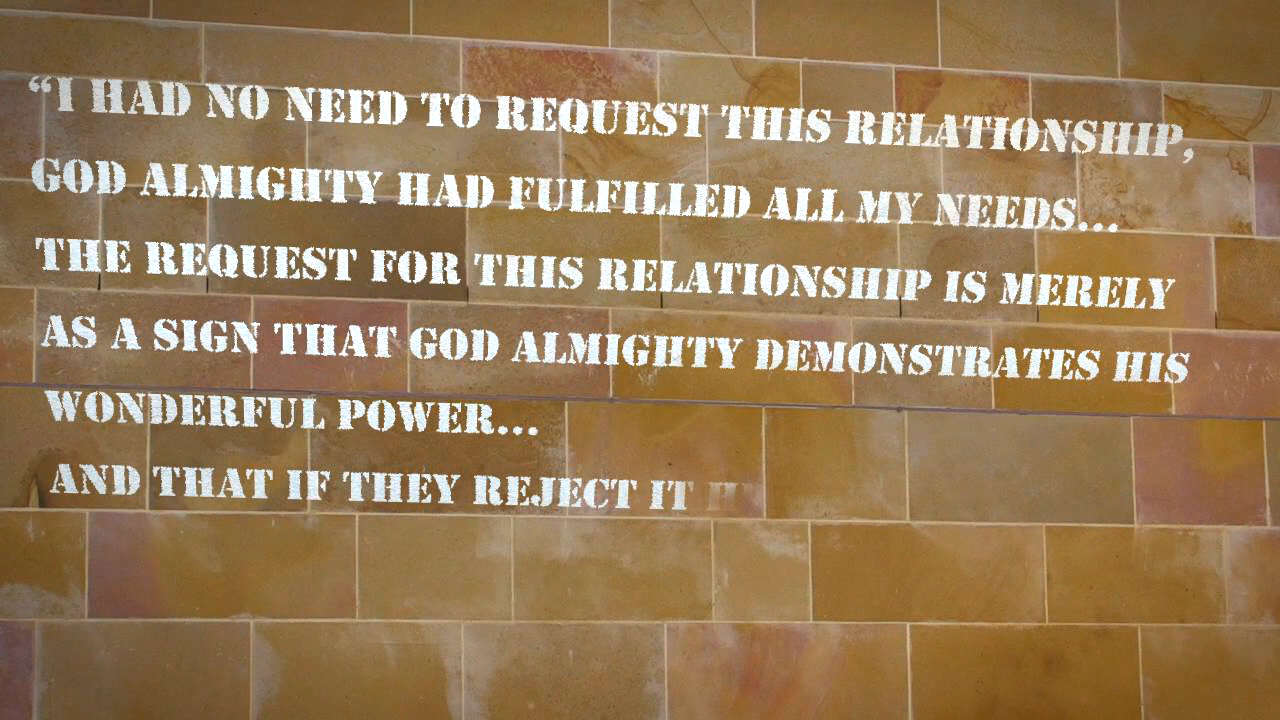 “I HAD NO NEED TO REQUEST THIS RELATIONSHIP,
GOD ALMIGHTY HAD FULFILLED ALL MY NEEDS...
THE REQUEST FOR THIS RELATIONSHIP IS MERELY
AS A SIGN THAT GOD ALMIGHTY DEMONSTRATES HIS
WONDERFUL POWER...
AND THAT IF THEY REJECT IT